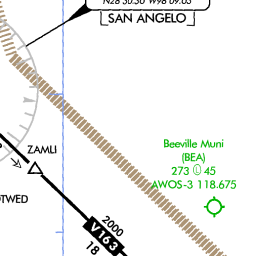 N28 30.30 W98 09.03
SAN ANGELO
Beeville Muni
(BEA)
273 45
AWOS-3 118.675
ZAMLI
OTWED
2000
V163
18